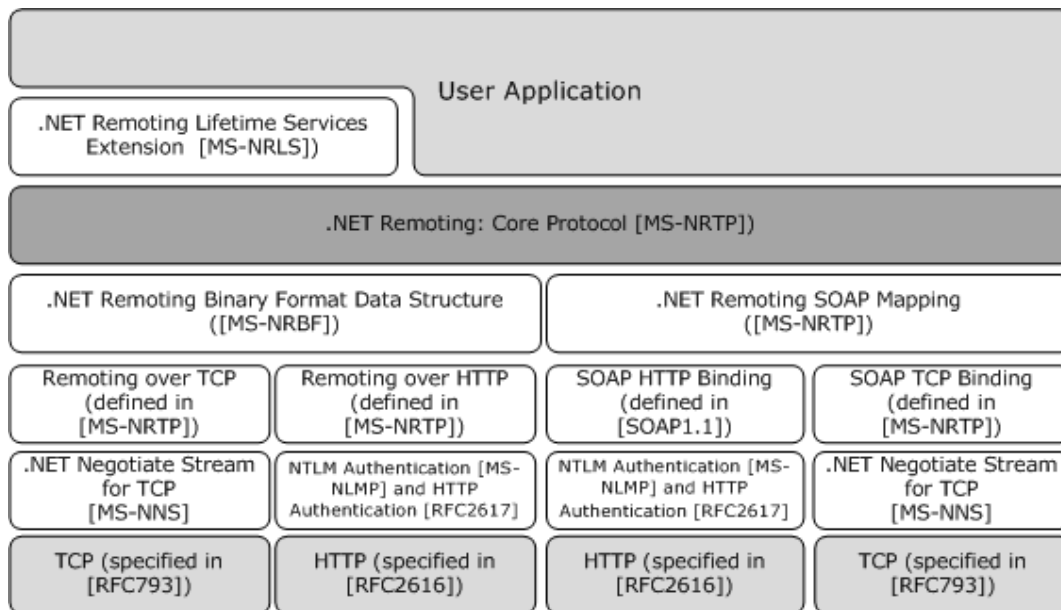 User Application
.NET Remoting Lifetime Services
Extension  [MS-NRLS])
.NET Remoting: Core Protocol [MS-NRTP])
.NET Remoting Binary Format Data Structure
([MS-NRBF])
.NET Remoting SOAP Mapping
([MS-NRTP])
Remoting over TCP
(defined in
[MS-NRTP])
Remoting over HTTP
(defined in
[MS-NRTP])
SOAP HTTP Binding
(defined in
[SOAP1.1])
SOAP TCP Binding
(defined in
[MS-NRTP])
.NET Negotiate Stream
for TCP
[MS-NNS]
NTLM Authentication [MS-
NLMP] and HTTP
Authentication [RFC2617]
NTLM Authentication [MS-
NLMP] and HTTP
Authentication [RFC2617]
.NET Negotiate Stream
for TCP
[MS-NNS]
TCP (specified in
[RFC793])
HTTP (specified in
[RFC2616])
HTTP (specified in
[RFC2616])
TCP (specified in
[RFC793])